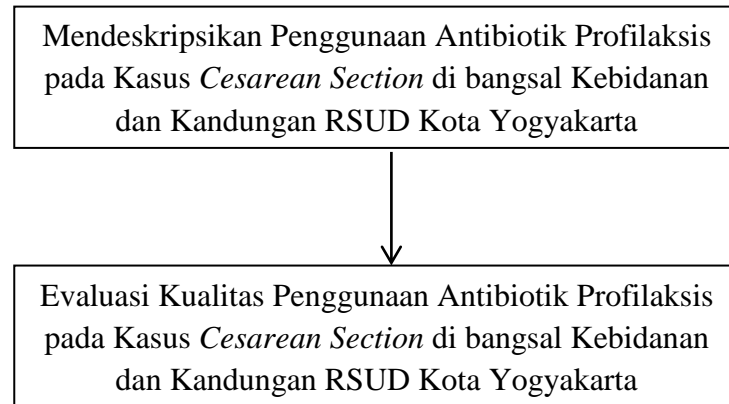 Mendeskripsikan Penggunaan Antibiotik Profilaksis
pada Kasus Cesarean Section di bangsal Kebidanan
dan Kandungan RSUD Kota Yogyakarta
Evaluasi Kualitas Penggunaan Antibiotik Profilaksis
pada Kasus Cesarean Section di bangsal Kebidanan
dan Kandungan RSUD Kota Yogyakarta